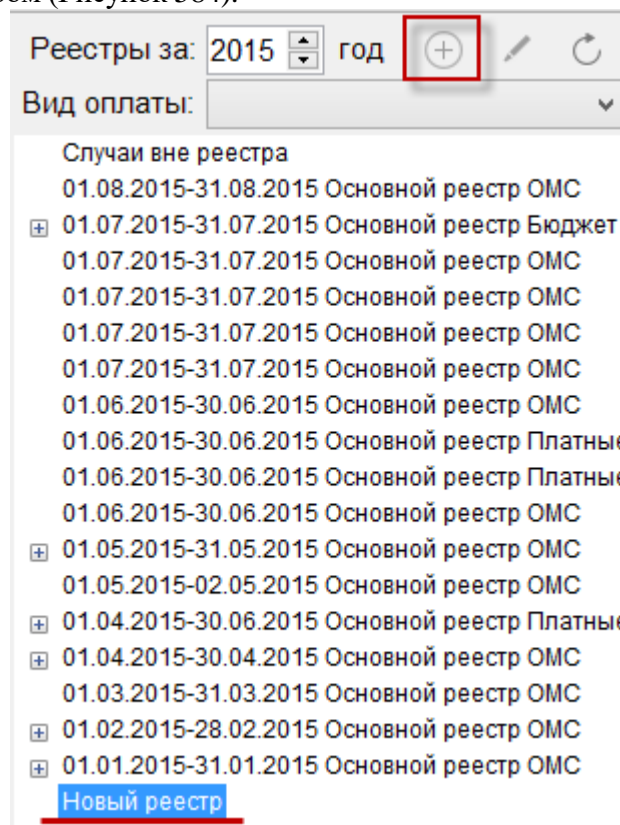 Реестры за: 2015 год
Вид оплаты:
Случаи вне реестра
01.08.2015-31.08.2015 Основной реестр ОМС
01.07.2015-31.07.2015 Основной реестр Бюджет
01.07.2015-31.07.2015 Основной реестр ОМС
01.07.2015-31.07.2015 Основной реестр ОМС
01.07.2015-31.07.2015 Основной реестр ОМС
01.07.2015-31.07.2015 Основной реестр ОМС
01.06.2015-30.06.2015 Основной реестр ОМС
01.06.2015-30.06.2015 Основной реестр Платные
01.06.2015-30.06.2015 Основной реестр Платные
01.06.2015-30.06.2015 Основной реестр ОМС
01.05.2015-31.05.2015 Основной реестр ОМС
01.05.2015-02.05.2015 Основной реестр ОМС
01.04.2015-30.06.2015 Основной реестр Платные
01.04.2015-30.04.2015 Основной реестр ОМС
01.03.2015-31.03.2015 Основной реестр ОМС
01.02.2015-28.02.2015 Основной реестр ОМС
01.01.2015-31.01.2015 Основной реестр ОМС
Новый реестр